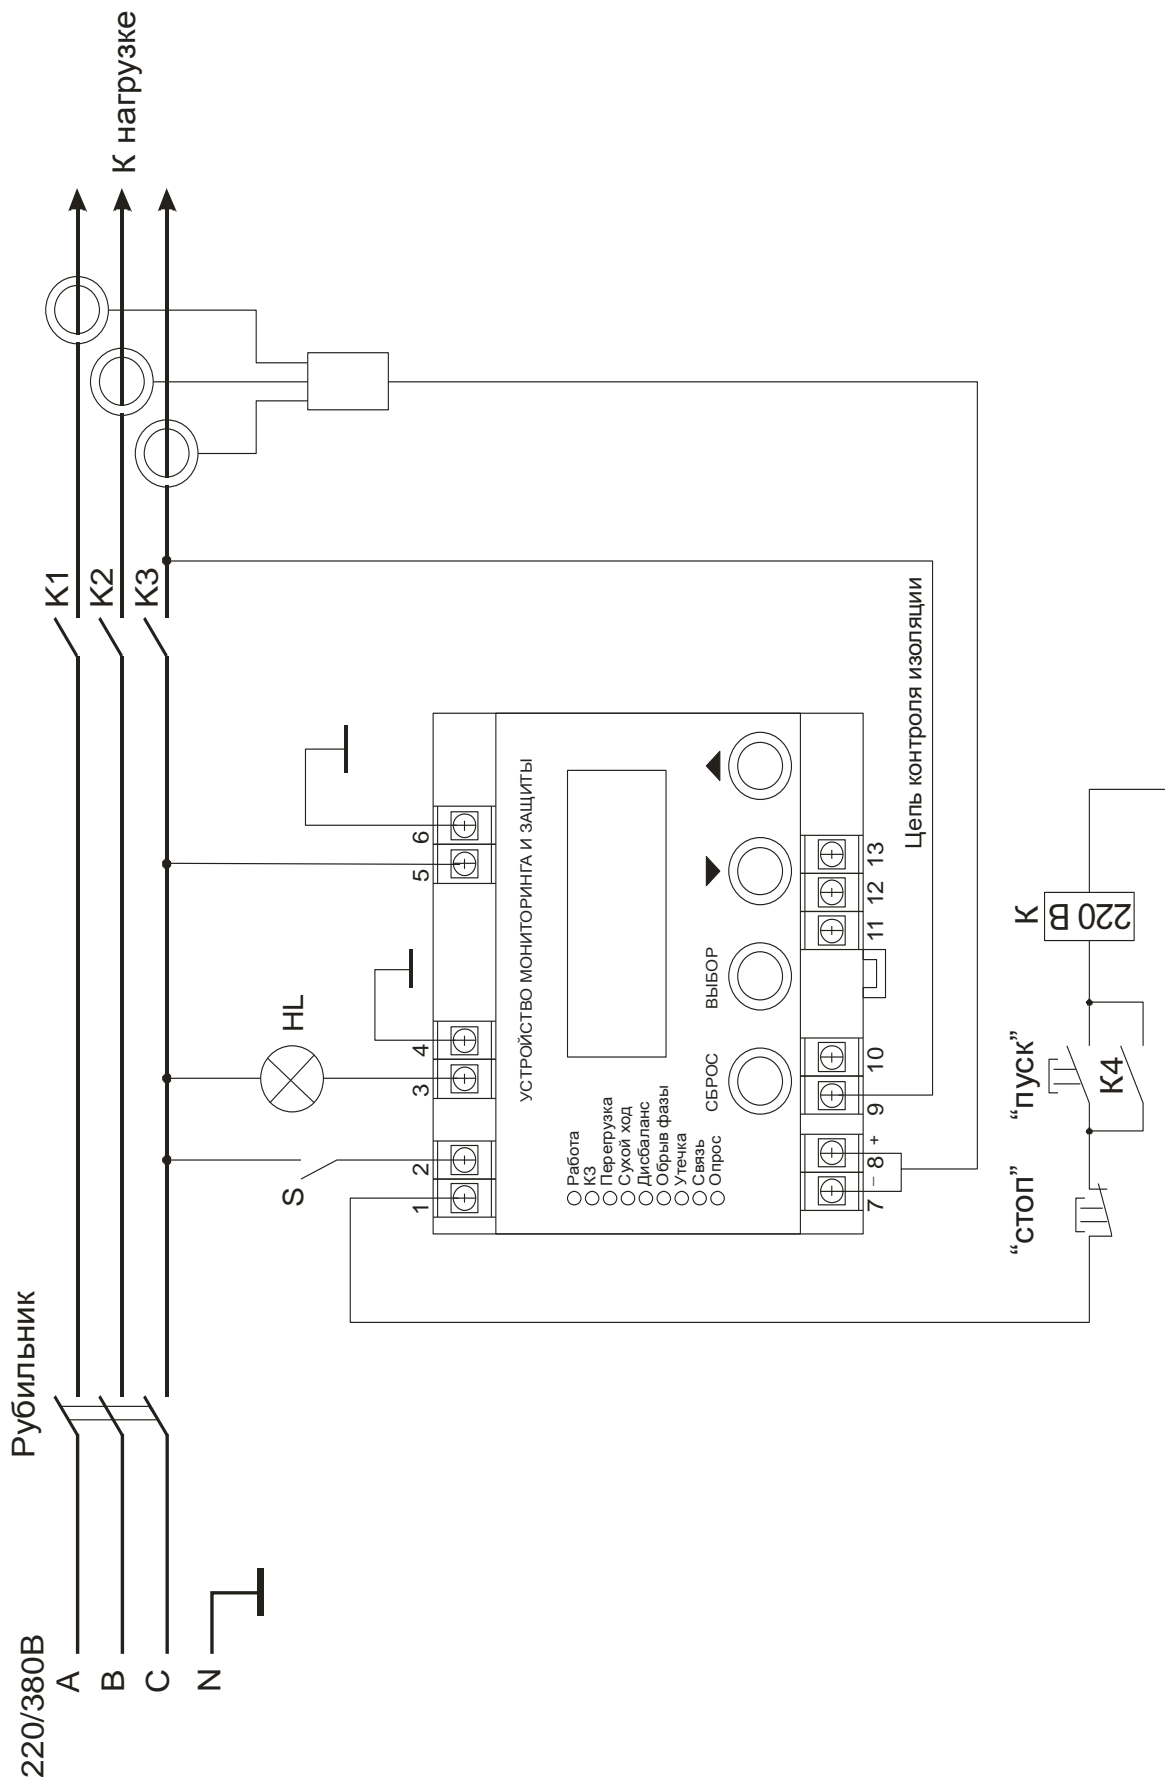 220/380В
A
B
C
N
Рубильник
K1
K2
K3
К нагрузке
S
HL
1
2
3
4
5
6
УСТРОЙСТВО МОНИТОРИНГА И ЗАЩИТЫ
Работа
КЗ
Перегрузка
Сухой ход
Дисбаланс
Обрыв фазы
Утечка
Связь
Опрос
СБРОС
ВЫБОР
7
–
8
+
9
10
11
12
13
Цепь контроля изоляции
“стоп”
“пуск”
К4
К
220 В